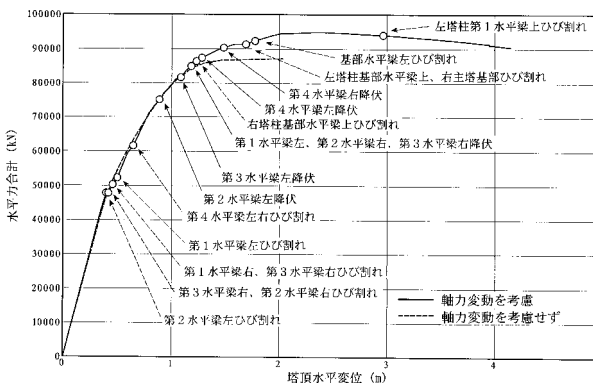 水平力合計 (kN)
100000
90000
80000
70000
60000
50000
40000
30000
20000
10000
0
左塔柱第１水平梁上ひび割れ
基部水平梁左ひび割れ
左塔柱基部水平梁上、右主塔基部ひび割れ
第４水平梁右降伏
第４水平梁左降伏
右塔柱基部水平梁上ひび割れ
第１水平梁左、第２水平梁右、第３水平梁右降伏
第３水平梁左降伏
第２水平梁左降伏
第４水平梁左右ひび割れ
第１水平梁左ひび割れ
第１水平梁右、第３水平梁右ひび割れ
第３水平梁右、第２水平梁右ひび割れ
第２水平梁左ひび割れ
軸力変動を考慮
軸力変動を考慮せず
0 1 2 3 4
塔頂水平変位 (m)